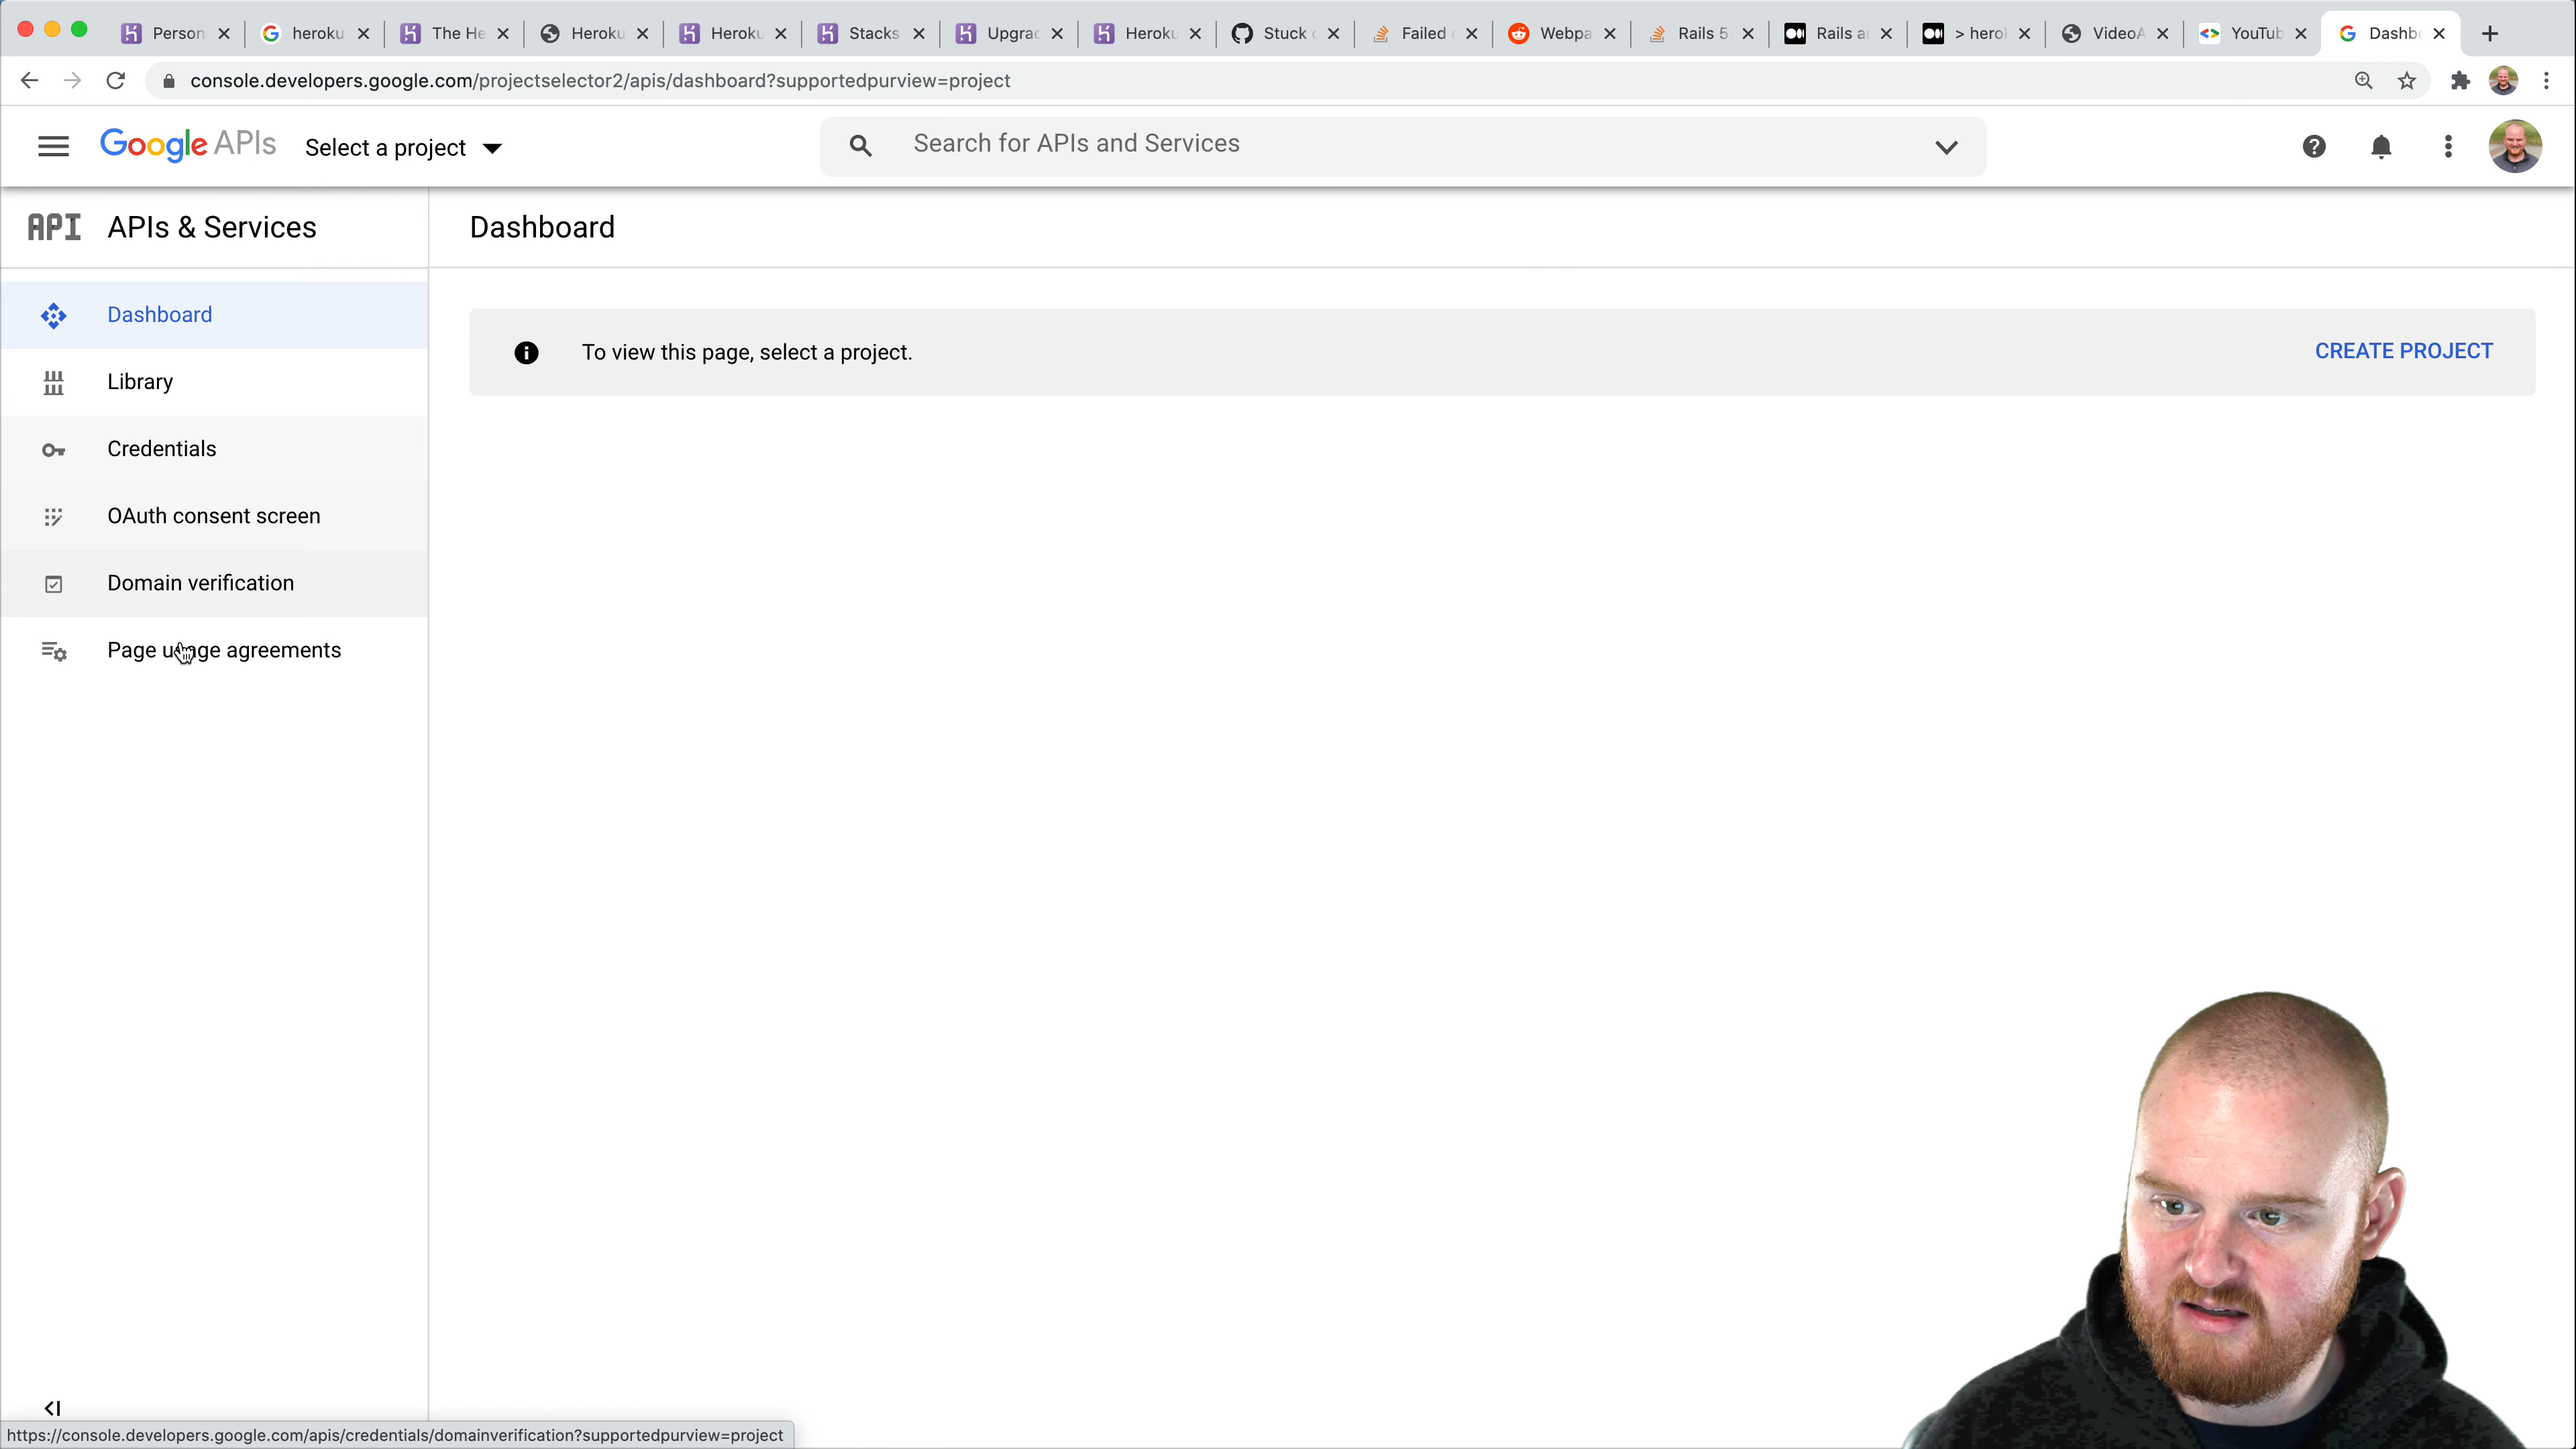 Person
heroku
The He
Heroku
Heroku
Stacks
Upgrac
Heroku
Stuck
Failed
Webpa
Rails 5
Rails a
> hero
VideoA
YouTub
Dashbo
console.developers.google.com/projectselector2/apis/dashboard?supportedpurview=project
Google APIs
Select a project
Search for APIs and Services
API APIs & Services
Dashboard
Dashboard
To view this page, select a project.
CREATE PROJECT
Library
Credentials
OAuth consent screen
Domain verification
Page usage agreements
https://console.developers.google.com/apis/credentials/domainverification?supportedpurview=project